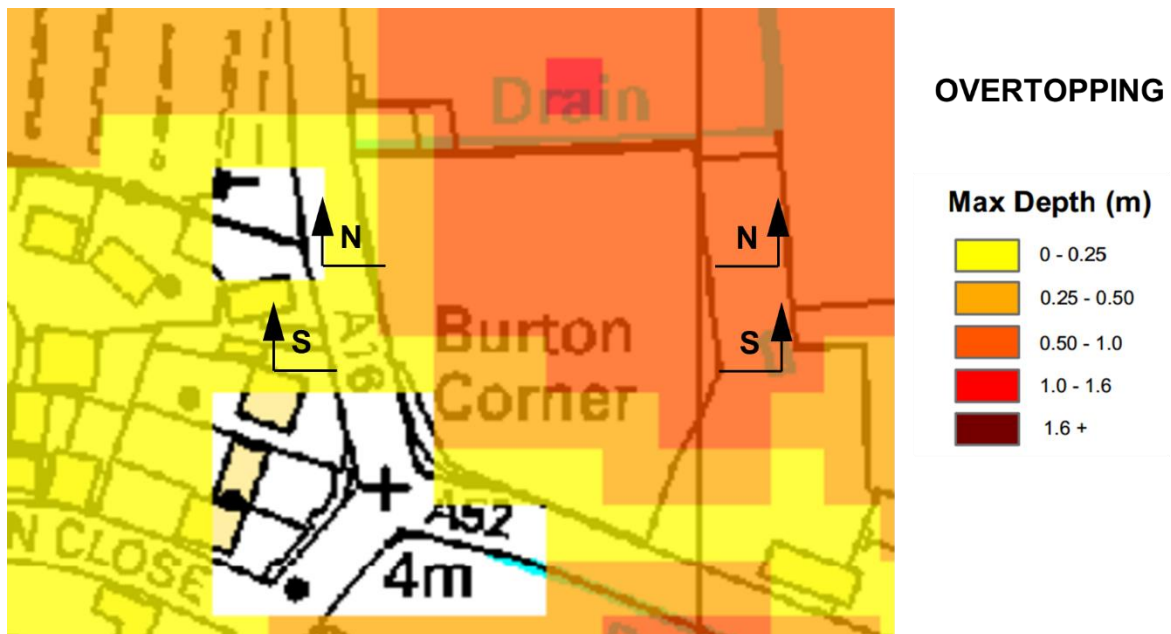 Drain
OVERTOPPING
Max Depth (m)
0 - 0.25
0.25 - 0.50
0.50 - 1.0
1.0 - 1.6
1.6 +
N
N
A16
Burton
Corner
S
S
A52
N CLOSE
4m